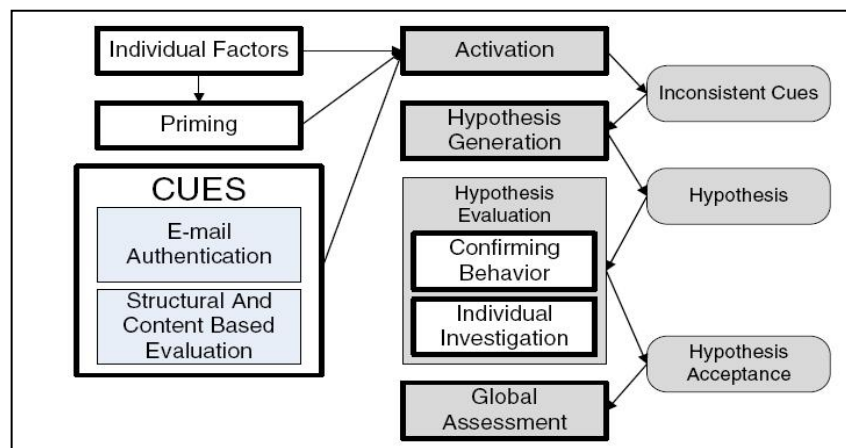 Individual Factors
Priming
CUES
E-mail
Authentication
Structural And
Content Based
Evaluation
Activation
Hypothesis
Generation
Hypothesis
Evaluation
Confirming
Behavior
Individual
Investigation
Global
Assessment
Inconsistent Cues
Hypothesis
Hypothesis
Acceptance